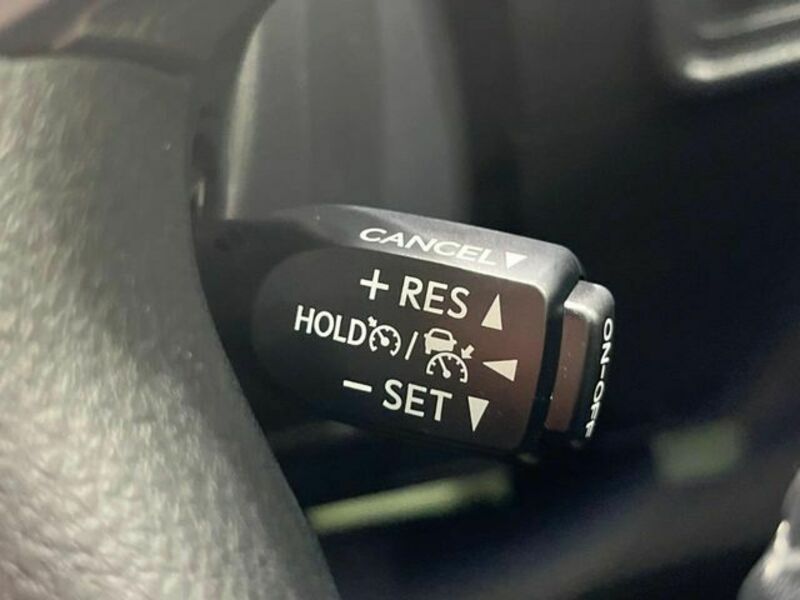 CANCEL▼
+ RES ▲
HOLD / ◀
− SET ▼
ON-OFF